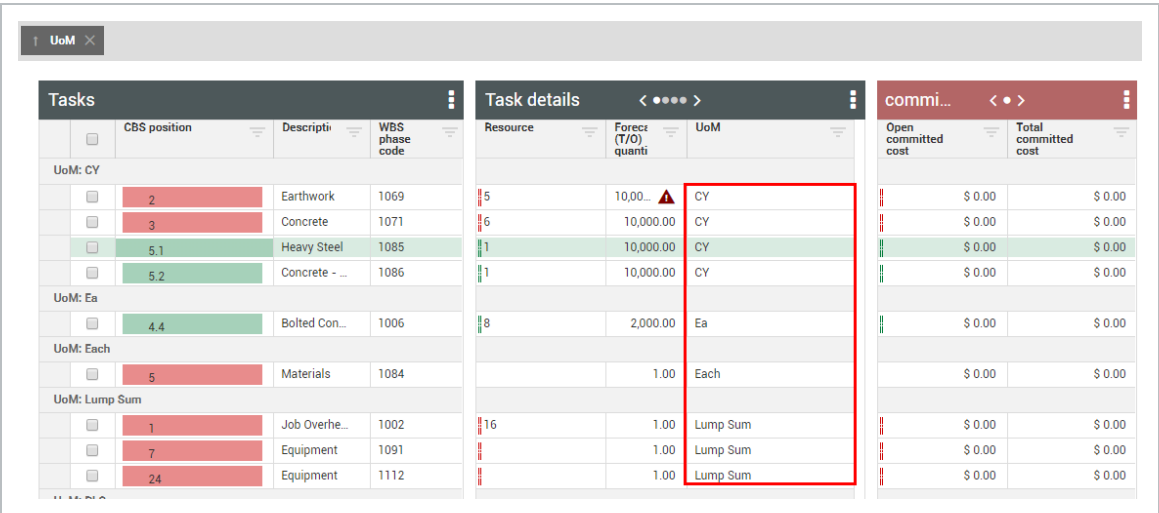 ↑ UoM ×
Tasks Task details commi...
CBS position Descripti WBS phase code Resource Foreca (T/O) quanti UoM Open committed cost Total committed cost
UoM: CY
2 Earthwork 1069 5 10,00... CY $ 0.00 $ 0.00
3 Concrete 1071 6 10,000.00 CY $ 0.00 $ 0.00
5.1 Heavy Steel 1085 1 10,000.00 CY $ 0.00 $ 0.00
5.2 Concrete - ... 1086 1 10,000.00 CY $ 0.00 $ 0.00
UoM: Ea
4.4 Bolted Con... 1006 8 2,000.00 Ea $ 0.00 $ 0.00
UoM: Each
5 Materials 1084 1.00 Each $ 0.00 $ 0.00
UoM: Lump Sum
1 Job Overhe... 1002 16 1.00 Lump Sum $ 0.00 $ 0.00
7 Equipment 1091 1.00 Lump Sum $ 0.00 $ 0.00
24 Equipment 1112 1.00 Lump Sum $ 0.00 $ 0.00